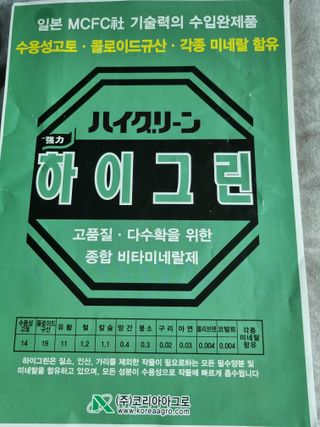 일본 MCFC社 기술력의 수입완제품
수용성고토 · 콜로이드규산 · 각종 미네랄 함유
ハイグリーン
強力
하이그린
고품질 · 다수확을 위한
종합 비타미네랄제
수용성고토 콜로이드규산 유황 철 칼슘 망간 붕소 구리 아연 몰리브덴 코발트 각종미네랄함유
14 19 11 1.2 1.1 0.4 0.3 0.02 0.03 0.004 0.004
하이그린은 질소, 인산, 가리를 제외한 작물이 필요로하는 모든 필수양분 및
미네랄을 함유하고 있으며, 모든 성분이 수용성으로 작물에 빠르게 흡수됩니다
(주)코리아아그로
www.koreaagro.com